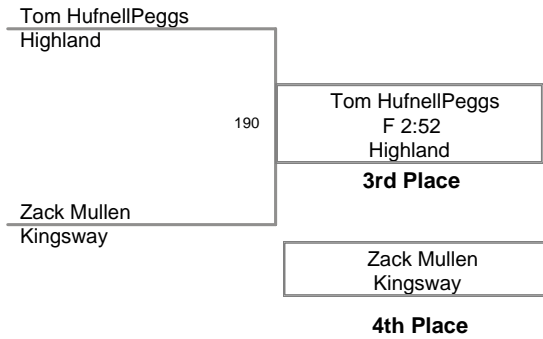 Tom HufnellPeggs
Highland
190
Tom HufnellPeggs
F 2:52
Highland
3rd Place
Zack Mullen
Kingsway
Zack Mullen
Kingsway
4th Place